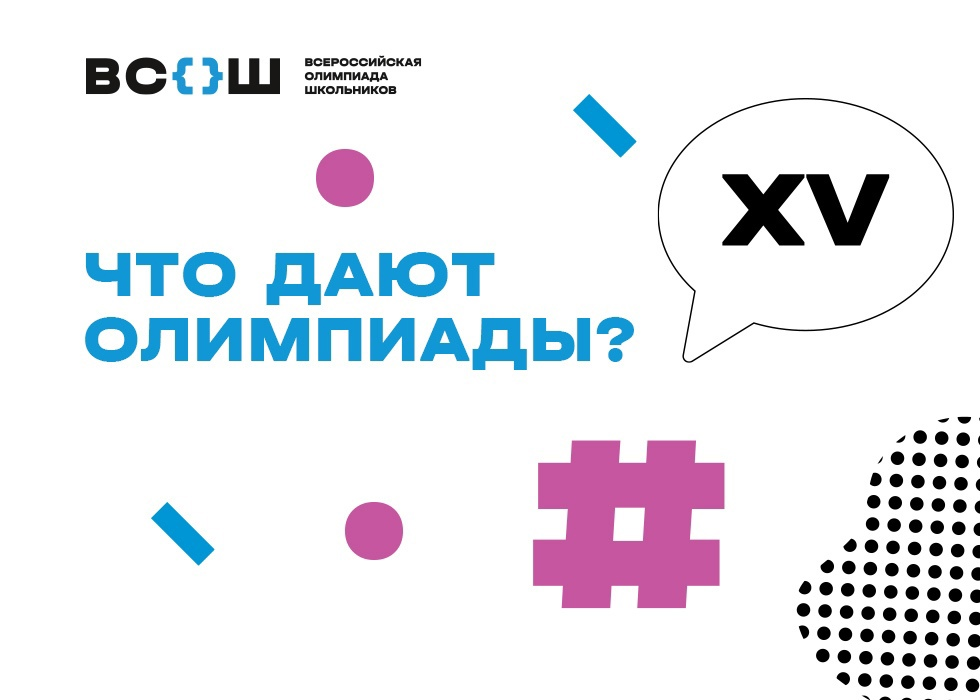 ВС{}Ш
ВСЕРОССИЙСКАЯ
ОЛИМПИАДА
ШКОЛЬНИКОВ
XV
ЧТО ДАЮТ
ОЛИМПИАДЫ?
#